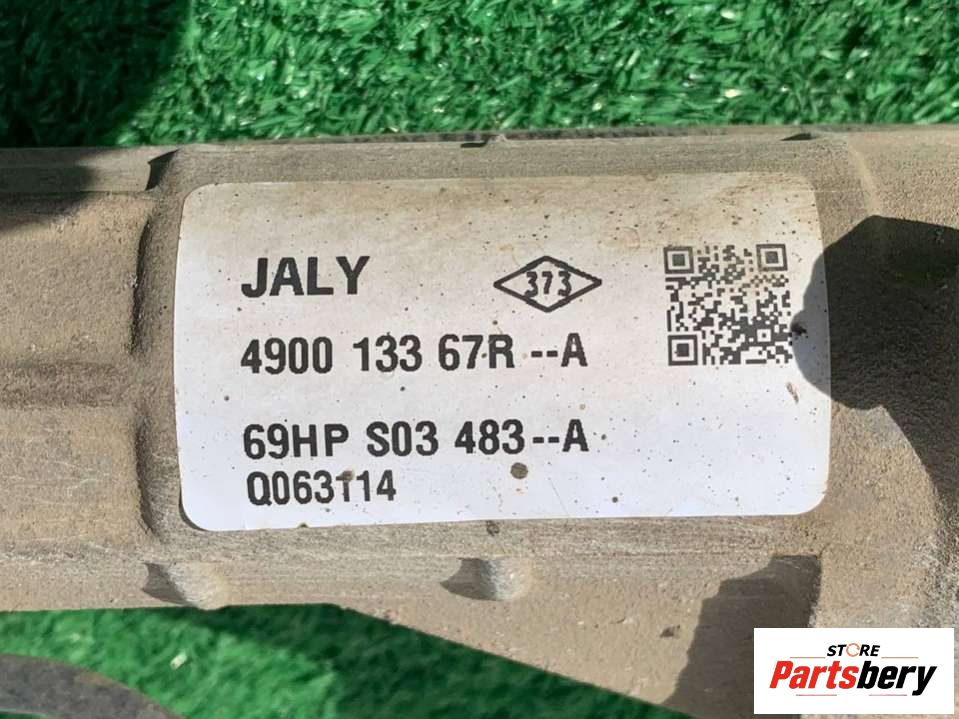 JALY
373
4900 133 67R --A
69HP S03 483--A
Q063114
STORE
Partsbery